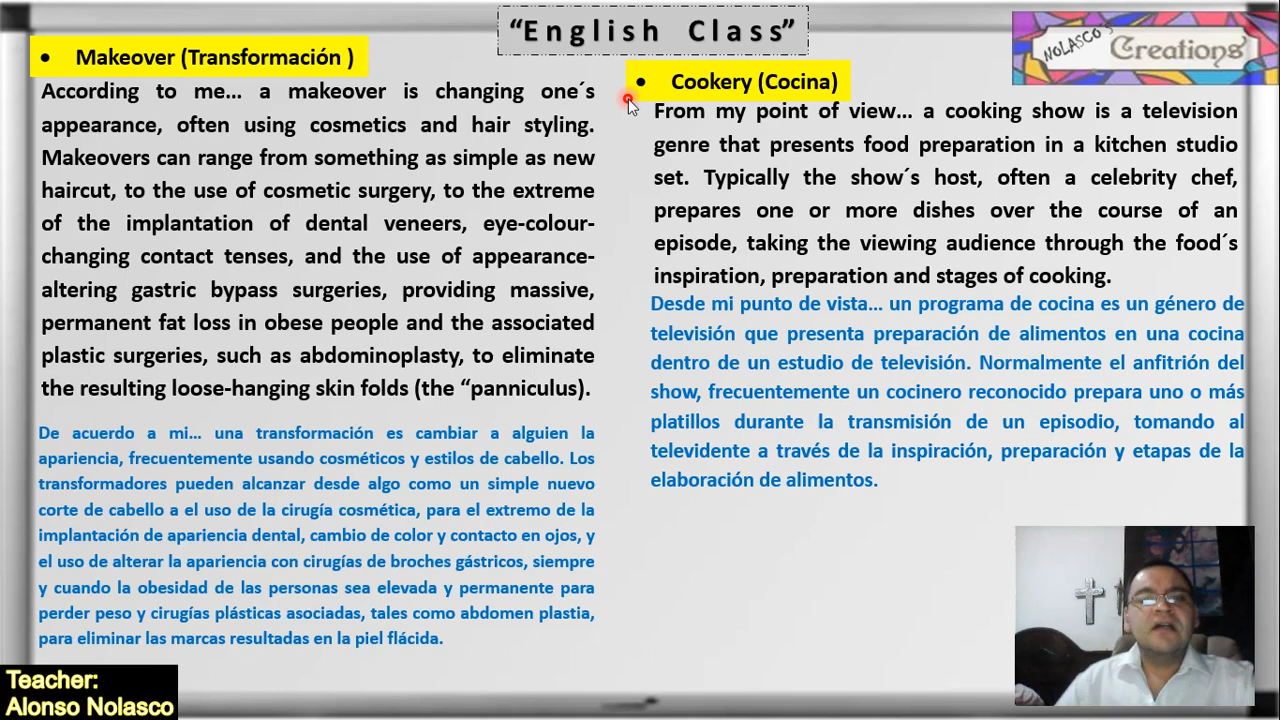 “English Class”
NOLASCO'S
Creations
• Makeover (Transformación )
According to me... a makeover is changing one´s
appearance, often using cosmetics and hair styling.
Makeovers can range from something as simple as new
haircut, to the use of cosmetic surgery, to the extreme
of the implantation of dental veneers, eye-colour-
changing contact tenses, and the use of appearance-
altering gastric bypass surgeries, providing massive,
permanent fat loss in obese people and the associated
plastic surgeries, such as abdominoplasty, to eliminate
the resulting loose-hanging skin folds (the “panniculus).
De acuerdo a mi... una transformación es cambiar a alguien la
apariencia, frecuentemente usando cosméticos y estilos de cabello. Los
transformadores pueden alcanzar desde algo como un simple nuevo
corte de cabello a el uso de la cirugía cosmética, para el extremo de la
implantación de apariencia dental, cambio de color y contacto en ojos, y
el uso de alterar la apariencia con cirugías de broches gástricos, siempre
y cuando la obesidad de las personas sea elevada y permanente para
perder peso y cirugías plásticas asociadas, tales como abdomen plastia,
para eliminar las marcas resultadas en la piel flácida.
• Cookery (Cocina)
From my point of view... a cooking show is a television
genre that presents food preparation in a kitchen studio
set. Typically the show´s host, often a celebrity chef,
prepares one or more dishes over the course of an
episode, taking the viewing audience through the food´s
inspiration, preparation and stages of cooking.
Desde mi punto de vista... un programa de cocina es un género de
televisión que presenta preparación de alimentos en una cocina
dentro de un estudio de televisión. Normalmente el anfitrión del
show, frecuentemente un cocinero reconocido prepara uno o más
platillos durante la transmisión de un episodio, tomando al
televidente a través de la inspiración, preparación y etapas de la
elaboración de alimentos.
Teacher:
Alonso Nolasco